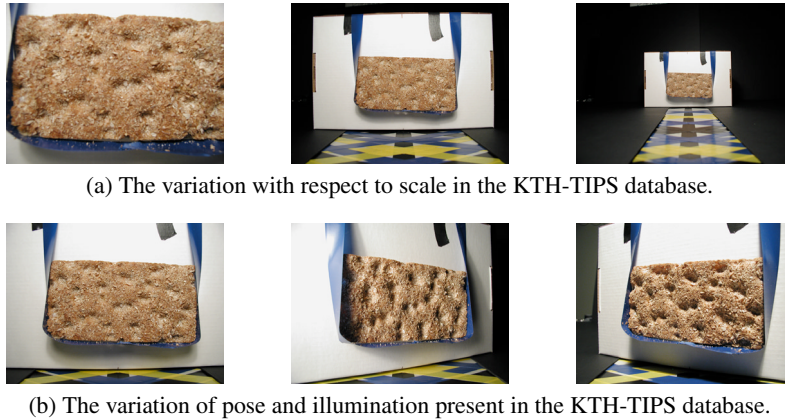 (a) The variation with respect to scale in the KTH-TIPS database.
(b) The variation of pose and illumination present in the KTH-TIPS database.